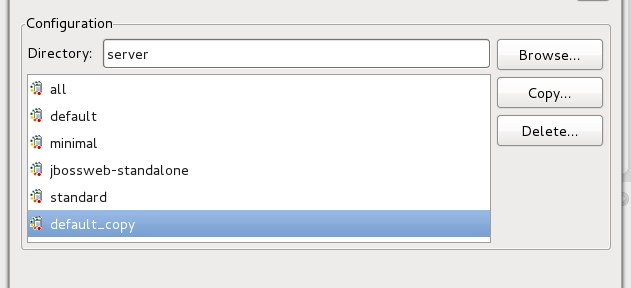 Configuration
Directory: server
Browse...
all
Copy...
default
Delete...
minimal
jbossweb-standalone
standard
default_copy